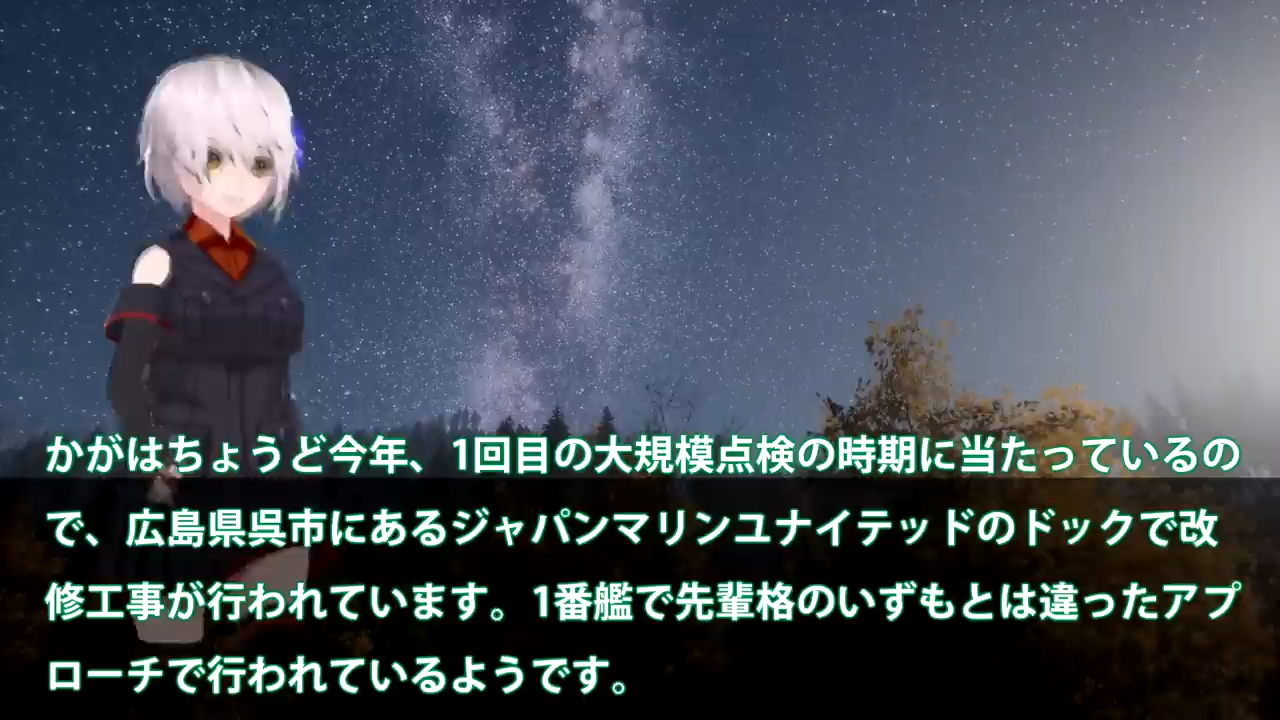 かがはちょうど今年、1回目の大規模点検の時期に当たっているの
で、広島県呉市にあるジャパンマリンユナイテッドのドックで改
修工事が行われています。1番艦で先輩格のいずもとは違ったアプ
ローチで行われているようです。